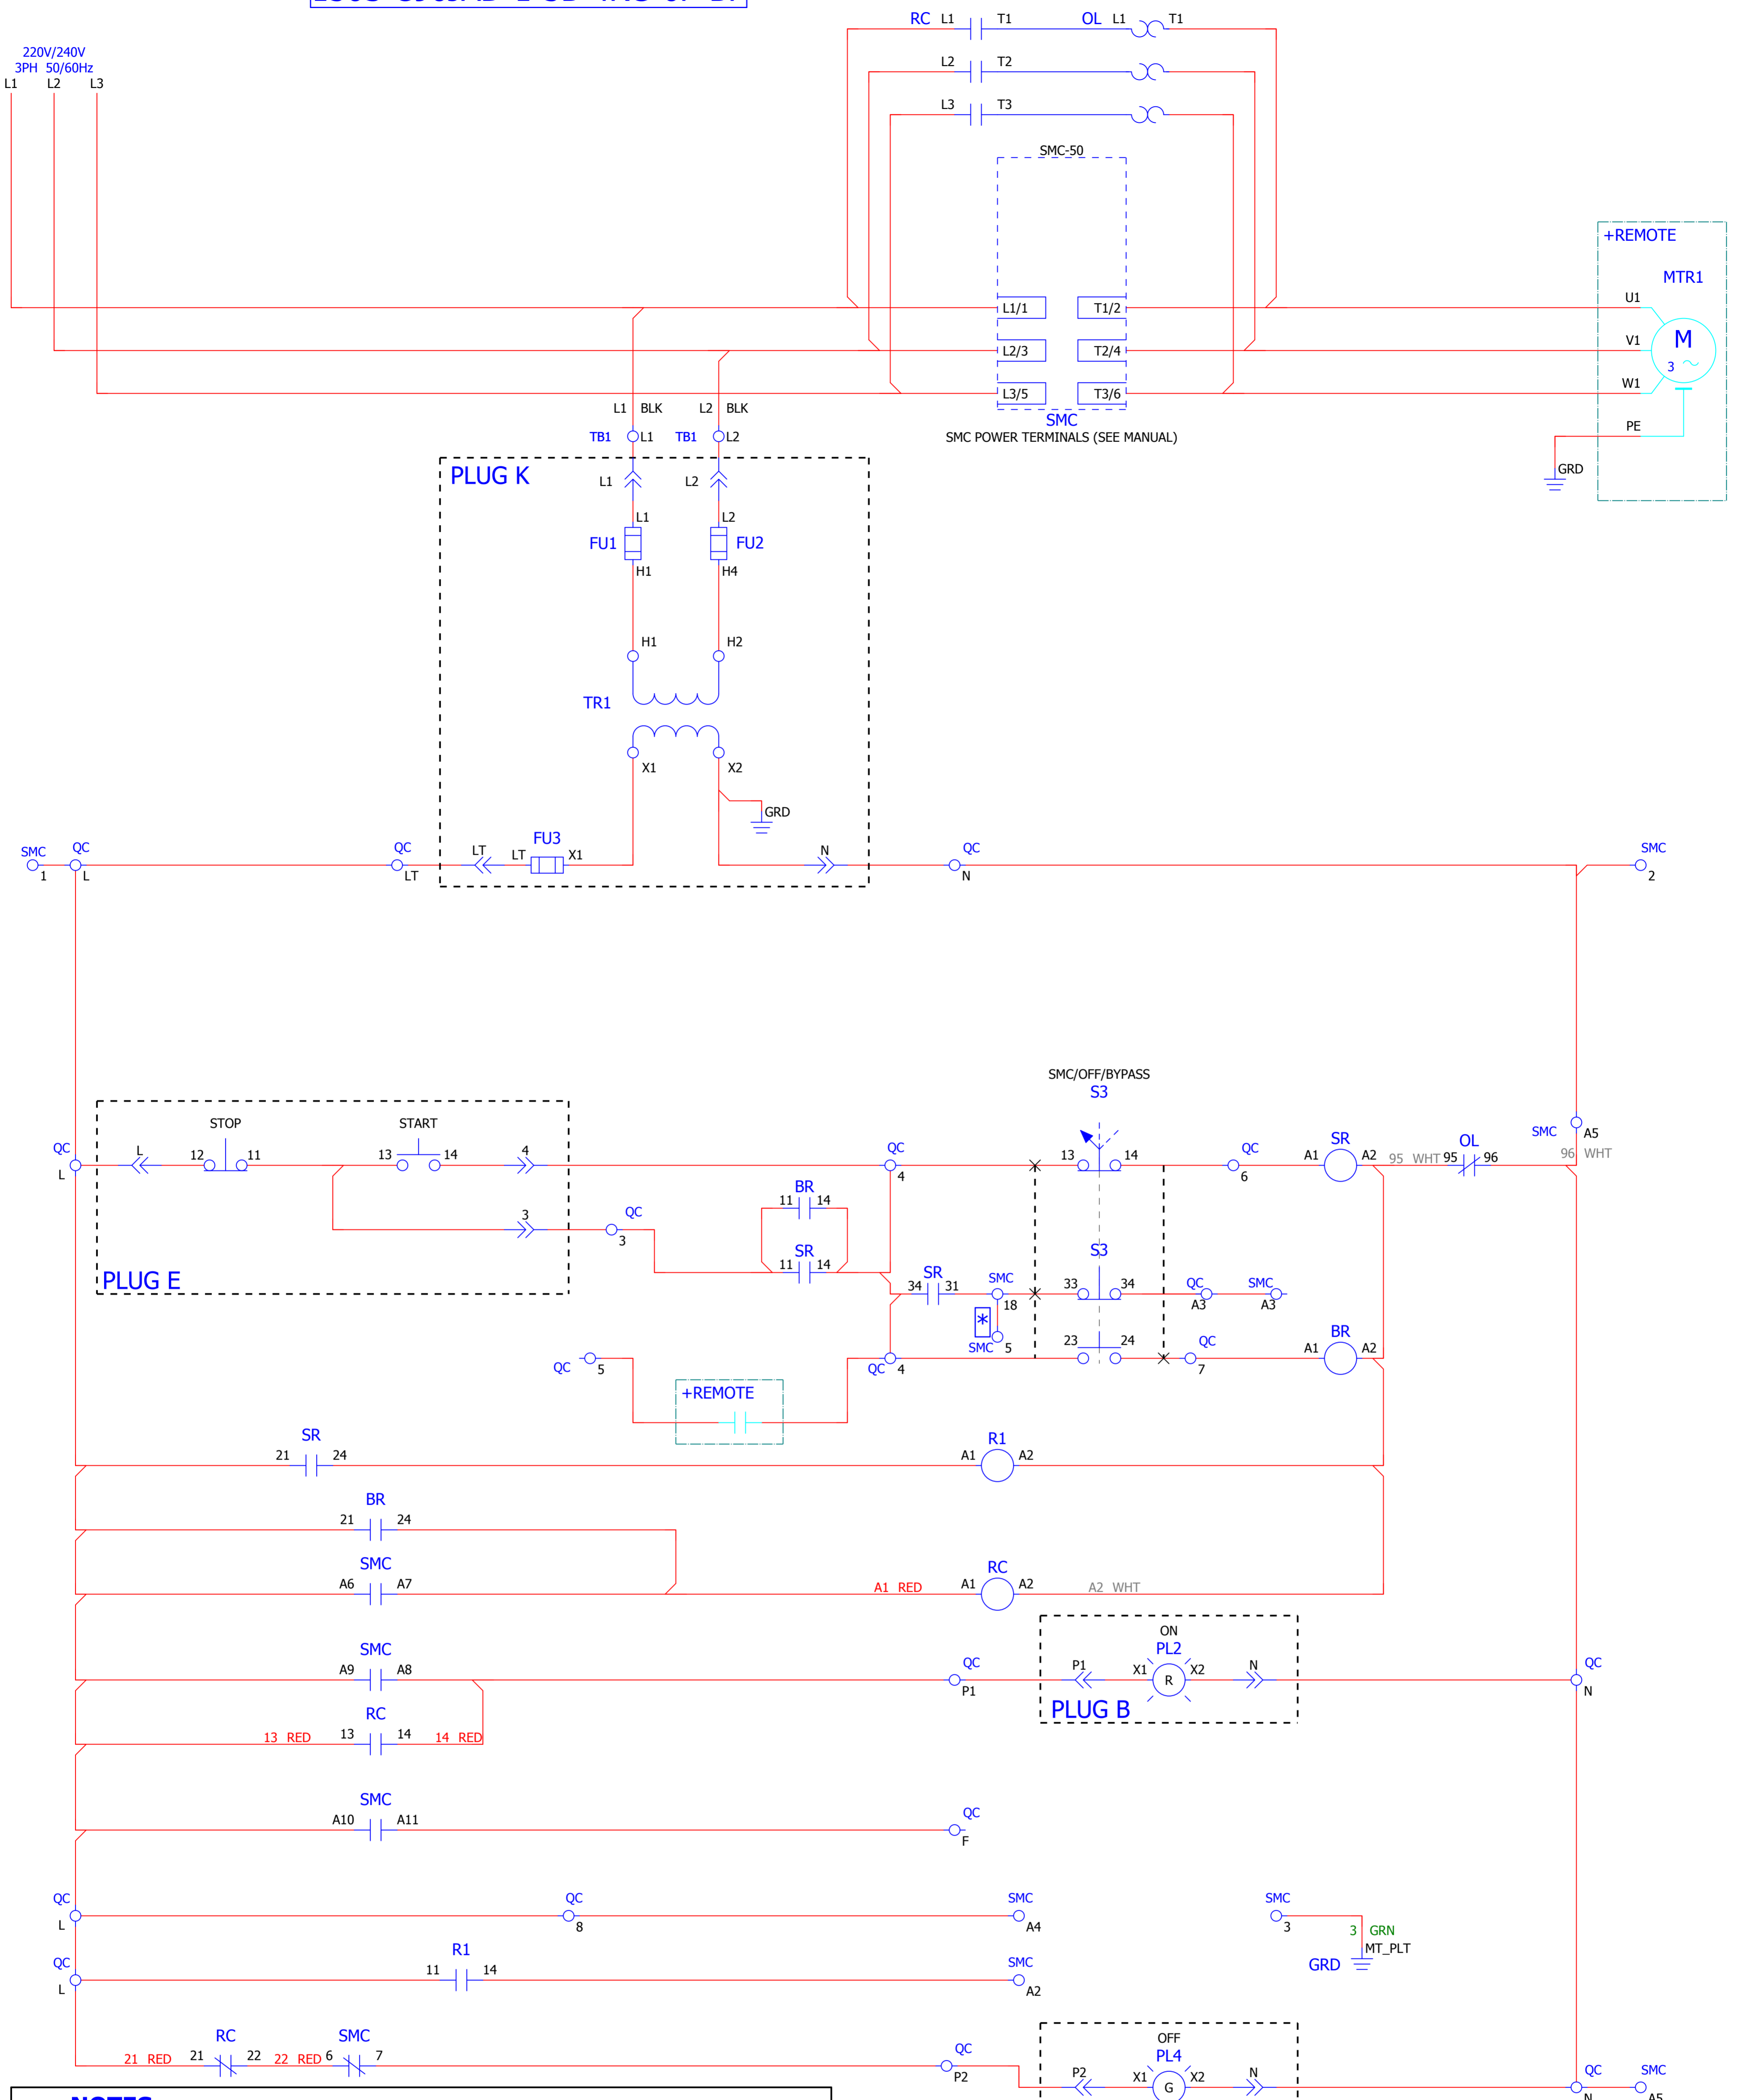 RC L1 T1 OL L1 T1
220V/240V
3PH 50/60Hz
L1 L2 L3
L2 T2
L3 T3
SMC-50
+REMOTE
MTR1
L1/1 T1/2 U1
L2/3 T2/4 V1 M
3
L3/5 T3/6 W1
L1 BLK L2 BLK
SMC
SMC POWER TERMINALS (SEE MANUAL)
PE
GRD
TB1 L1 TB1 L2
PLUG K
L1 L2
L1 L2
FU1 FU2
H1 H4
H1 H2
TR1
X1 X2
GRD
SMC QC QC LT LT FU3 X1 N QC SMC
1 L LT N 2
SMC/OFF/BYPASS
S3
STOP START
QC L 12 11 13 14 4 QC 13 14 QC SR OL SMC A5
L 4 6 A1 A2 95 WHT 95 96 96 WHT
BR
11 14
3 QC
3
SR
11 14
S3
PLUG E
SR
34 31 SMC 33 34 QC SMC
18 A3 A3
*
SMC 5 23 24 QC BR
QC 5 QC 4 7 A1 A2
+REMOTE
SR R1
21 24 A1 A2
BR
21 24
SMC RC
A6 A7 A1 RED A1 A2 A2 WHT
ON
SMC PL2
A9 A8 QC P1 X1 R X2 N QC
P1 N
PLUG B
RC
13 RED 13 14 14 RED
SMC
A10 A11 QC
F
QC QC SMC SMC
L 8 A4 3
3 GRN
MT_PLT
GRD
QC R1 SMC
L 11 14 A2
OFF
RC SMC PL4
21 RED 21 22 22 RED 6 7 QC
P2 P2 X1 G X2 N QC SMC